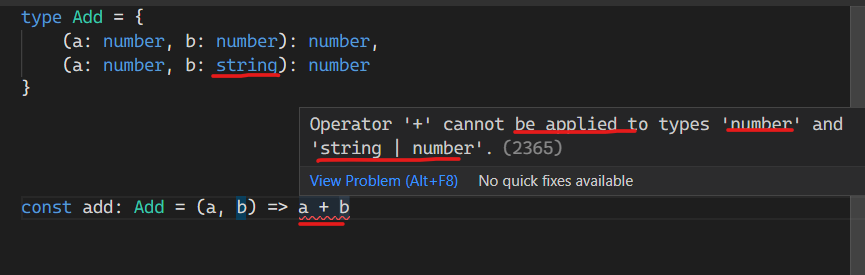 type Add = {
(a: number, b: number): number,
(a: number, b: string): number
}
Operator '+' cannot be applied to types 'number' and
'string | number'. (2365)
View Problem (Alt+F8) No quick fixes available
const add: Add = (a, b) => a + b